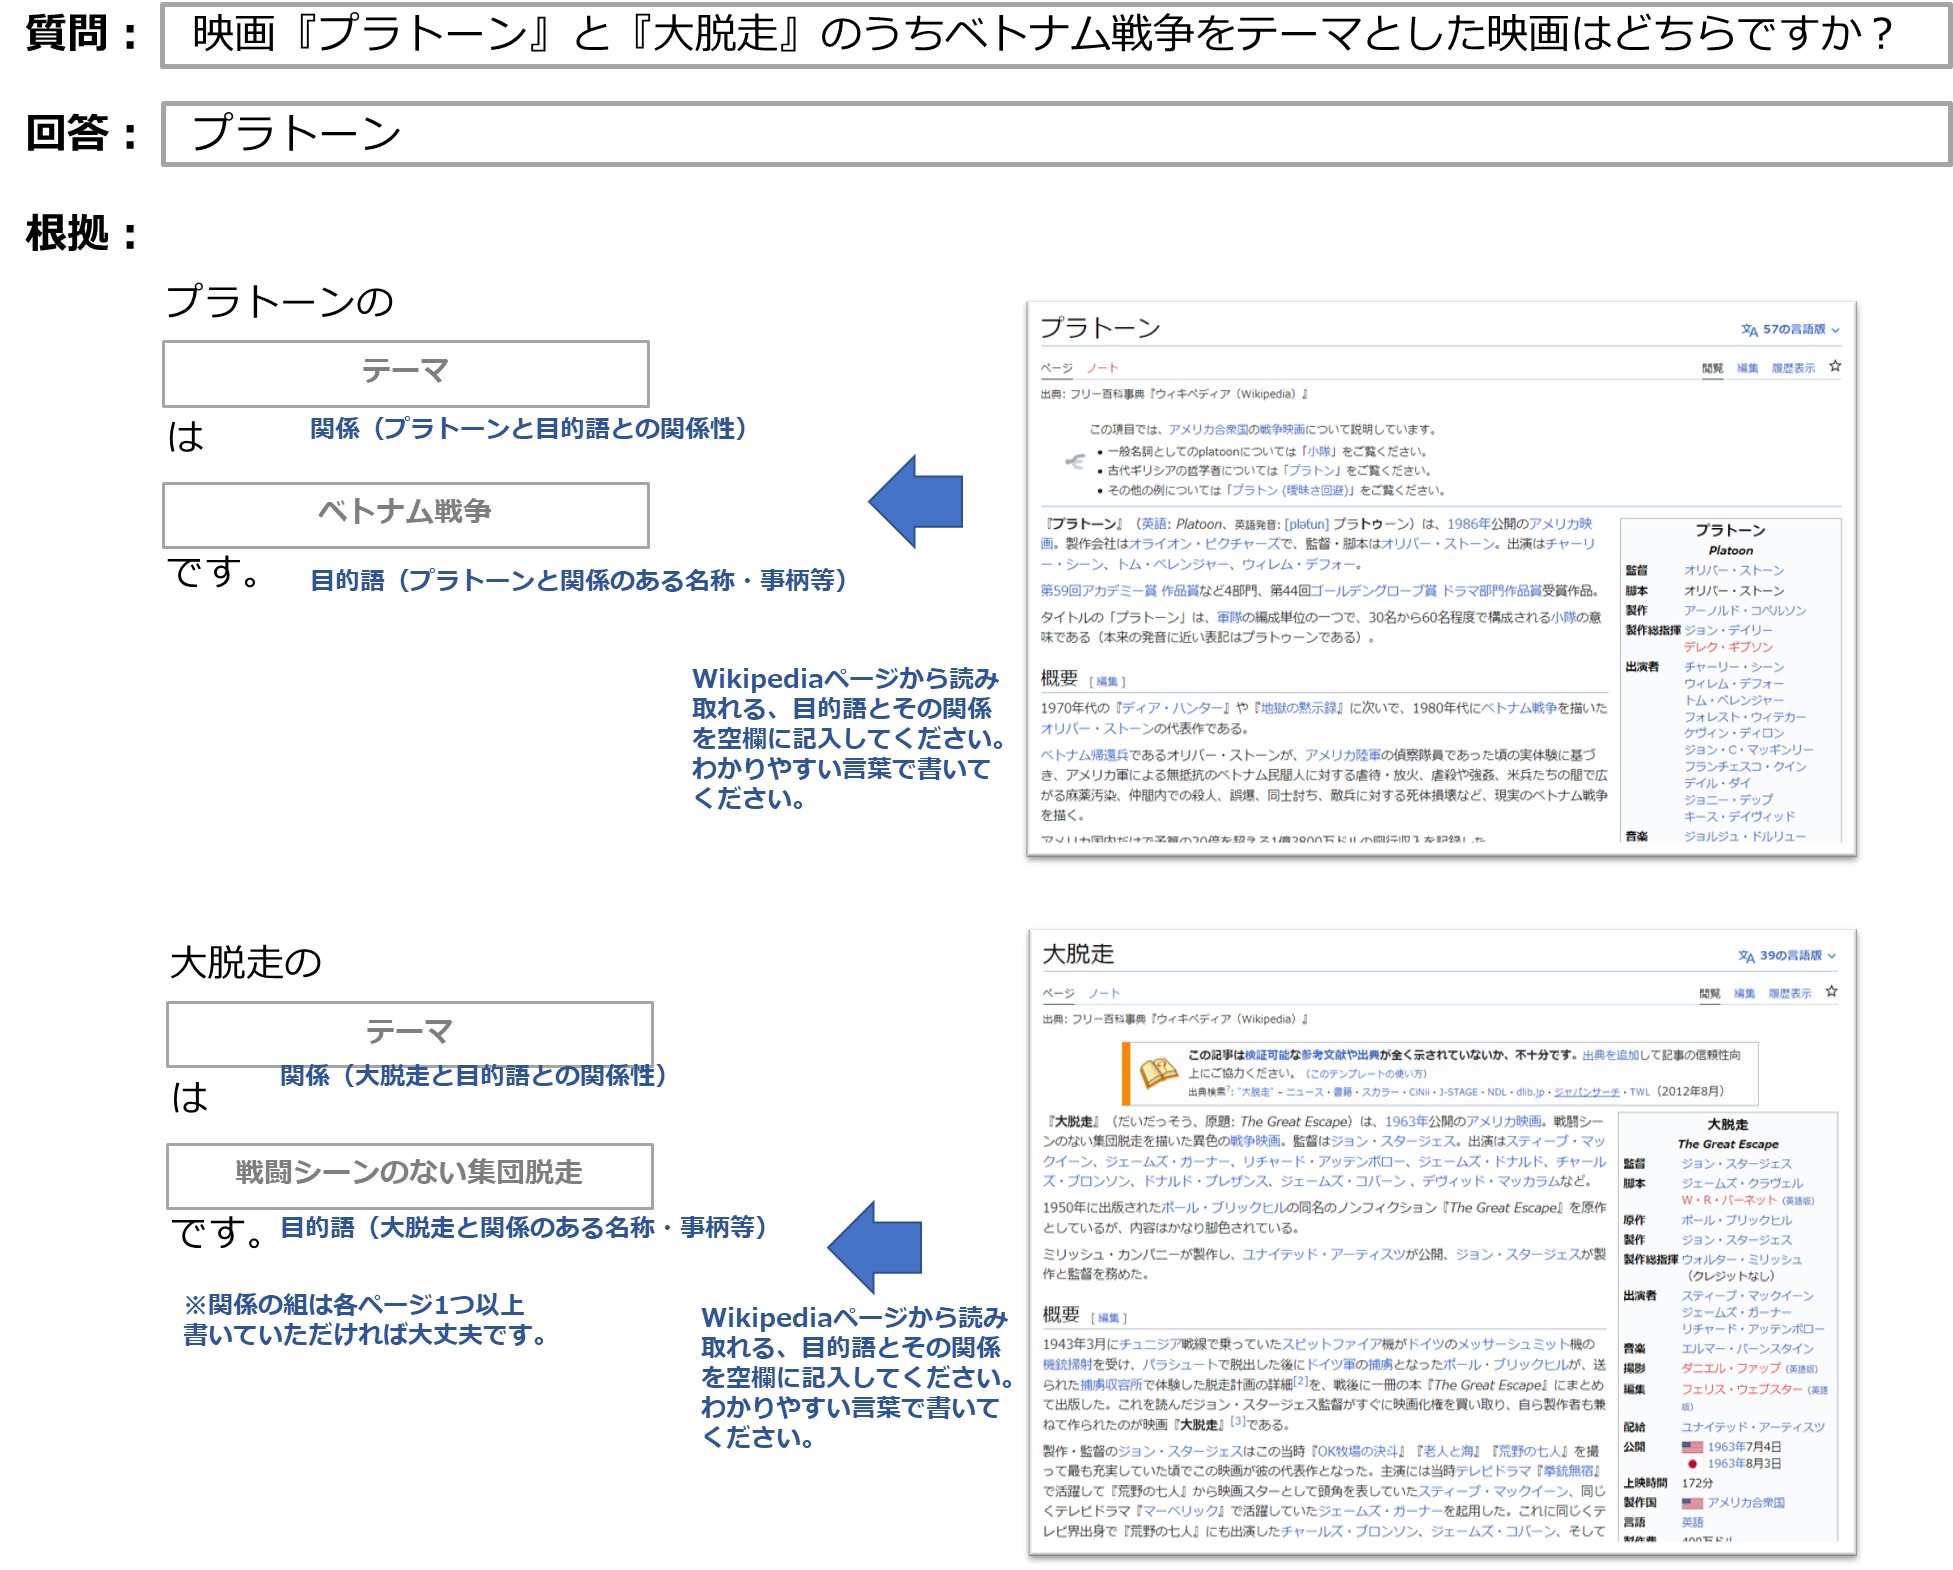 質問： 映画『プラトーン』と『大脱走』のうちベトナム戦争をテーマとした映画はどちらですか？
回答： プラトーン
根拠：
プラトーンの
テーマ
は
関係（プラトーンと目的語との関係性）
ベトナム戦争
です。
目的語（プラトーンと関係のある名称・事柄等）
Wikipediaページから読み
取れる、目的語とその関係
を空欄に記入してください。
わかりやすい言葉で書いて
ください。
プラトーン
57の言語版
ページ ノート
閲覧 編集 履歴表示
出典: フリー百科事典『ウィキペディア（Wikipedia）』
この項目では、アメリカ合衆国の戦争映画について説明しています。
• 一般名詞としてのplatoonについては「小隊」をご覧ください。
• 古代ギリシアの哲学者については「プラトン」をご覧ください。
• その他の例については「プラトン (曖昧さ回避)」をご覧ください。
『プラトーン』（英語: Platoon、英語発音: [plətun] プラトゥーン）は、1986年公開のアメリカ映
画。製作会社はオライオン・ピクチャーズで、監督・脚本はオリバー・ストーン。出演はチャーリ
ー・シーン、トム・ベレンジャー、ウィレム・デフォー。
第59回アカデミー賞 作品賞など4部門、第44回ゴールデングローブ賞 ドラマ部門作品賞受賞作品。
タイトルの「プラトーン」は、軍隊の編成単位の一つで、30名から60名程度で構成される小隊の意
味である（本来の発音に近い表記はプラトゥーンである）。
概要 [ 編集 ]
1970年代の『ディア・ハンター』や『地獄の黙示録』に次いで、1980年代にベトナム戦争を描いた
オリバー・ストーンの代表作である。
ベトナム帰還兵であるオリバー・ストーンが、アメリカ陸軍の偵察隊員であった頃の実体験に基づ
き、アメリカ軍による無抵抗のベトナム民間人に対する虐待・放火、虐殺や強姦、米兵たちの間で広
がる麻薬汚染、仲間内での殺人、誤爆、同士討ち、敵兵に対する死体損壊など、現実のベトナム戦争
を描く。
アメリカ国内だけで予算の20倍を超える1億3800万ドルの興行収入を記録した
プラトーン
Platoon
監督 オリバー・ストーン
脚本 オリバー・ストーン
製作 アーノルド・コペルソン
製作総指揮 ジョン・デイリー
デレク・ギブソン
出演者 チャーリー・シーン
ウィレム・デフォー
トム・ベレンジャー
フォレスト・ウィテカー
ケヴィン・ディロン
ジョン・C・マッギンリー
フランチェスコ・クイン
デイル・ダイ
ジョニー・デップ
キース・デイヴィッド
音楽 ジョルジュ・ドルリュー
大脱走の
テーマ
関係（大脱走と目的語との関係性）
は
戦闘シーンのない集団脱走
です。
目的語（大脱走と関係のある名称・事柄等）
※関係の組は各ページ1つ以上
書いていただければ大丈夫です。
Wikipediaページから読み
取れる、目的語とその関係
を空欄に記入してください。
わかりやすい言葉で書いて
ください。
大脱走
39の言語版
ページ ノート
閲覧 編集 履歴表示
出典: フリー百科事典『ウィキペディア（Wikipedia）』
この記事は検証可能な参考文献や出典が全く示されていないか、不十分です。出典を追加して記事の信頼性向
上にご協力ください。（このテンプレートの使い方）
出典検索?: "大脱走" – ニュース・書籍・スカラー・CiNii・J-STAGE・NDL・dlib.jp・ジャパンサーチ・TWL（2012年8月）
『大脱走』（だいだっそう、原題: The Great Escape）は、1963年公開のアメリカ映画。戦闘シー
ンのない集団脱走を描いた異色の戦争映画。監督はジョン・スタージェス。出演はスティーブ・マッ
クイーン、ジェームズ・ガーナー、リチャード・アッテンボロー、ジェームズ・ドナルド、チャール
ズ・ブロンソン、ドナルド・プレザンス、ジェームズ・コバーン 、デヴィッド・マッカラムなど。
1950年に出版されたポール・ブリックヒルの同名のノンフィクション『The Great Escape』を原作
としているが、内容はかなり脚色されている。
ミリッシュ・カンパニーが製作し、ユナイテッド・アーティスツが公開、ジョン・スタージェスが製
作と監督を務めた。
概要 [ 編集 ]
1943年3月にチュニジア戦線で乗っていたスピットファイア機がドイツのメッサーシュミット機の
機銃掃射を受け、パラシュートで脱出した後にドイツ軍の捕虜となったポール・ブリックヒルが、送
られた捕虜収容所で体験した脱走計画の詳細[2]を、戦後に一冊の本『The Great Escape』にまとめ
て出版した。これを読んだジョン・スタージェス監督がすぐに映画化権を買い取り、自ら製作者も兼
ねて作られたのが映画『大脱走』[3]である。
製作・監督のジョン・スタージェスはこの当時『OK牧場の決斗』『老人と海』『荒野の七人』を撮
って最も充実していた頃でこの映画が彼の代表作となった。主演には当時テレビドラマ『拳銃無宿』
で活躍して『荒野の七人』から映画スターとして頭角を表していたスティーブ・マックイーン、同じ
くテレビドラマ『マーベリック』で活躍していたジェームズ・ガーナーを起用した。これに同じくテ
レビ界出身で『荒野の七人』にも出演したチャールズ・ブロンソン、ジェームズ・コバーン、そして
大脱走
The Great Escape
監督 ジョン・スタージェス
脚本 ジェームズ・クラヴェル
W・R・バーネット（英語版）
原作 ポール・ブリックヒル
製作 ジョン・スタージェス
製作総指揮 ウォルター・ミリッシュ
（クレジットなし）
出演者 スティーブ・マックイーン
ジェームズ・ガーナー
リチャード・アッテンボロー
音楽 エルマー・バーンスタイン
撮影 ダニエル・ファップ（英語版）
編集 フェリス・ウェブスター（英語
版）
配給 ユナイテッド・アーティスツ
公開 1963年7月4日
1963年8月3日
上映時間 172分
製作国 アメリカ合衆国
言語 英語
製作費 400万ドル